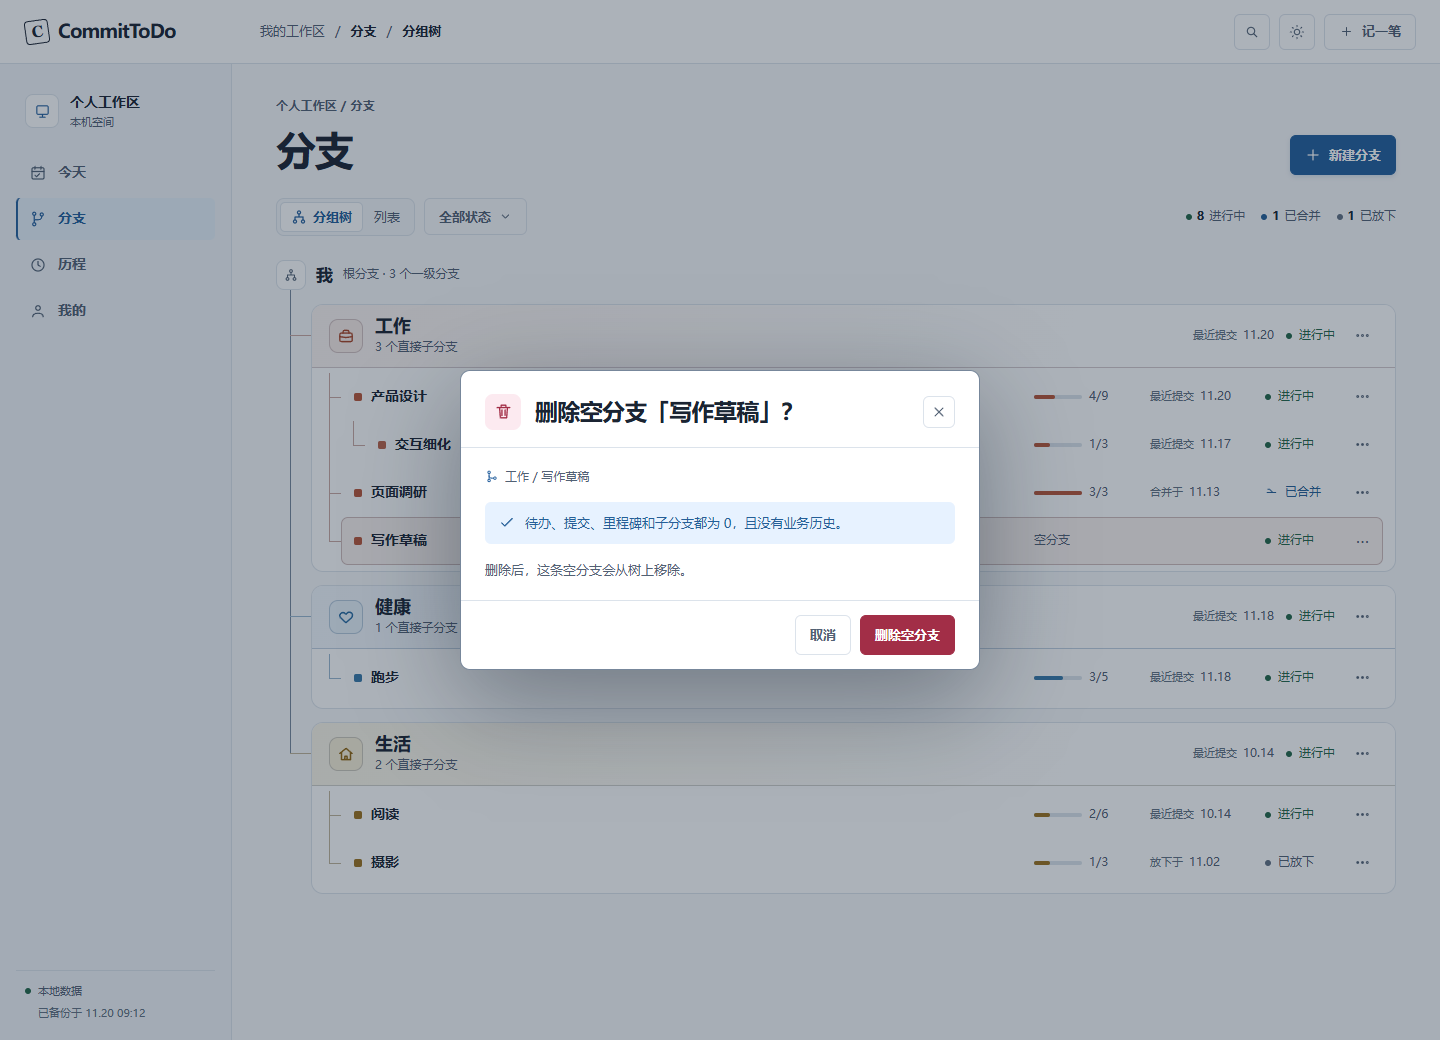 C CommitToDo
我的工作区 / 分支 / 分组树
记一笔
个人工作区
本机空间
今天
分支
历程
我的
本地数据
已备份于 11.20 09:12
个人工作区 / 分支
分支
新建分支
分组树 列表 全部状态
8 进行中 1 已合并 1 已放下
我 根分支 · 3 个一级分支
工作
3 个直接子分支
最近提交 11.20 进行中
产品设计 4/9 最近提交 11.20 进行中
交互细化 1/3 最近提交 11.17 进行中
页面调研 3/3 合并于 11.13 已合并
写作草稿 空分支 进行中
健康
1 个直接子分支
最近提交 11.18 进行中
跑步 3/5 最近提交 11.18 进行中
生活
2 个直接子分支
最近提交 10.14 进行中
阅读 2/6 最近提交 10.14 进行中
摄影 1/3 放下于 11.02 已放下
删除空分支「写作草稿」？
工作 / 写作草稿
待办、提交、里程碑和子分支都为 0，且没有业务历史。
删除后，这条空分支会从树上移除。
取消 删除空分支